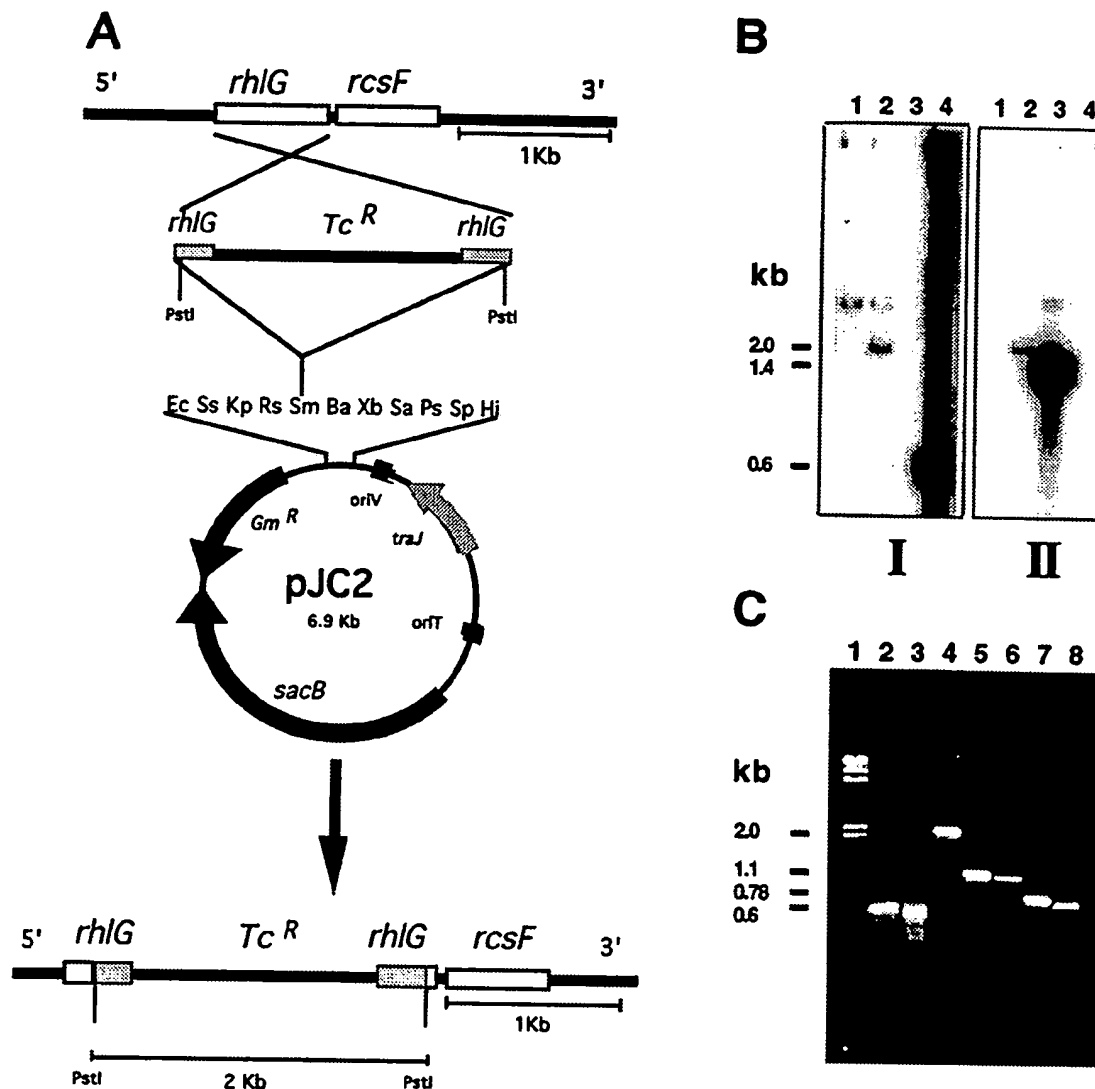 A
5' rhlG rcsF 3'
1Kb
rhlG Tc R rhlG
PstI PstI
Ec Ss Kp Rs Sm Ba Xb Sa Ps Sp Hi
oriV
Gm R
traJ
pJC2
6.9 Kb
oriT
sacB
5' rhlG Tc R rhlG rcsF 3'
1Kb
PstI 2 Kb PstI
B
1 2 3 4 1 2 3 4
kb
2.0
1.4
0.6
I II
C
1 2 3 4 5 6 7 8
kb
2.0
1.1
0.78
0.6